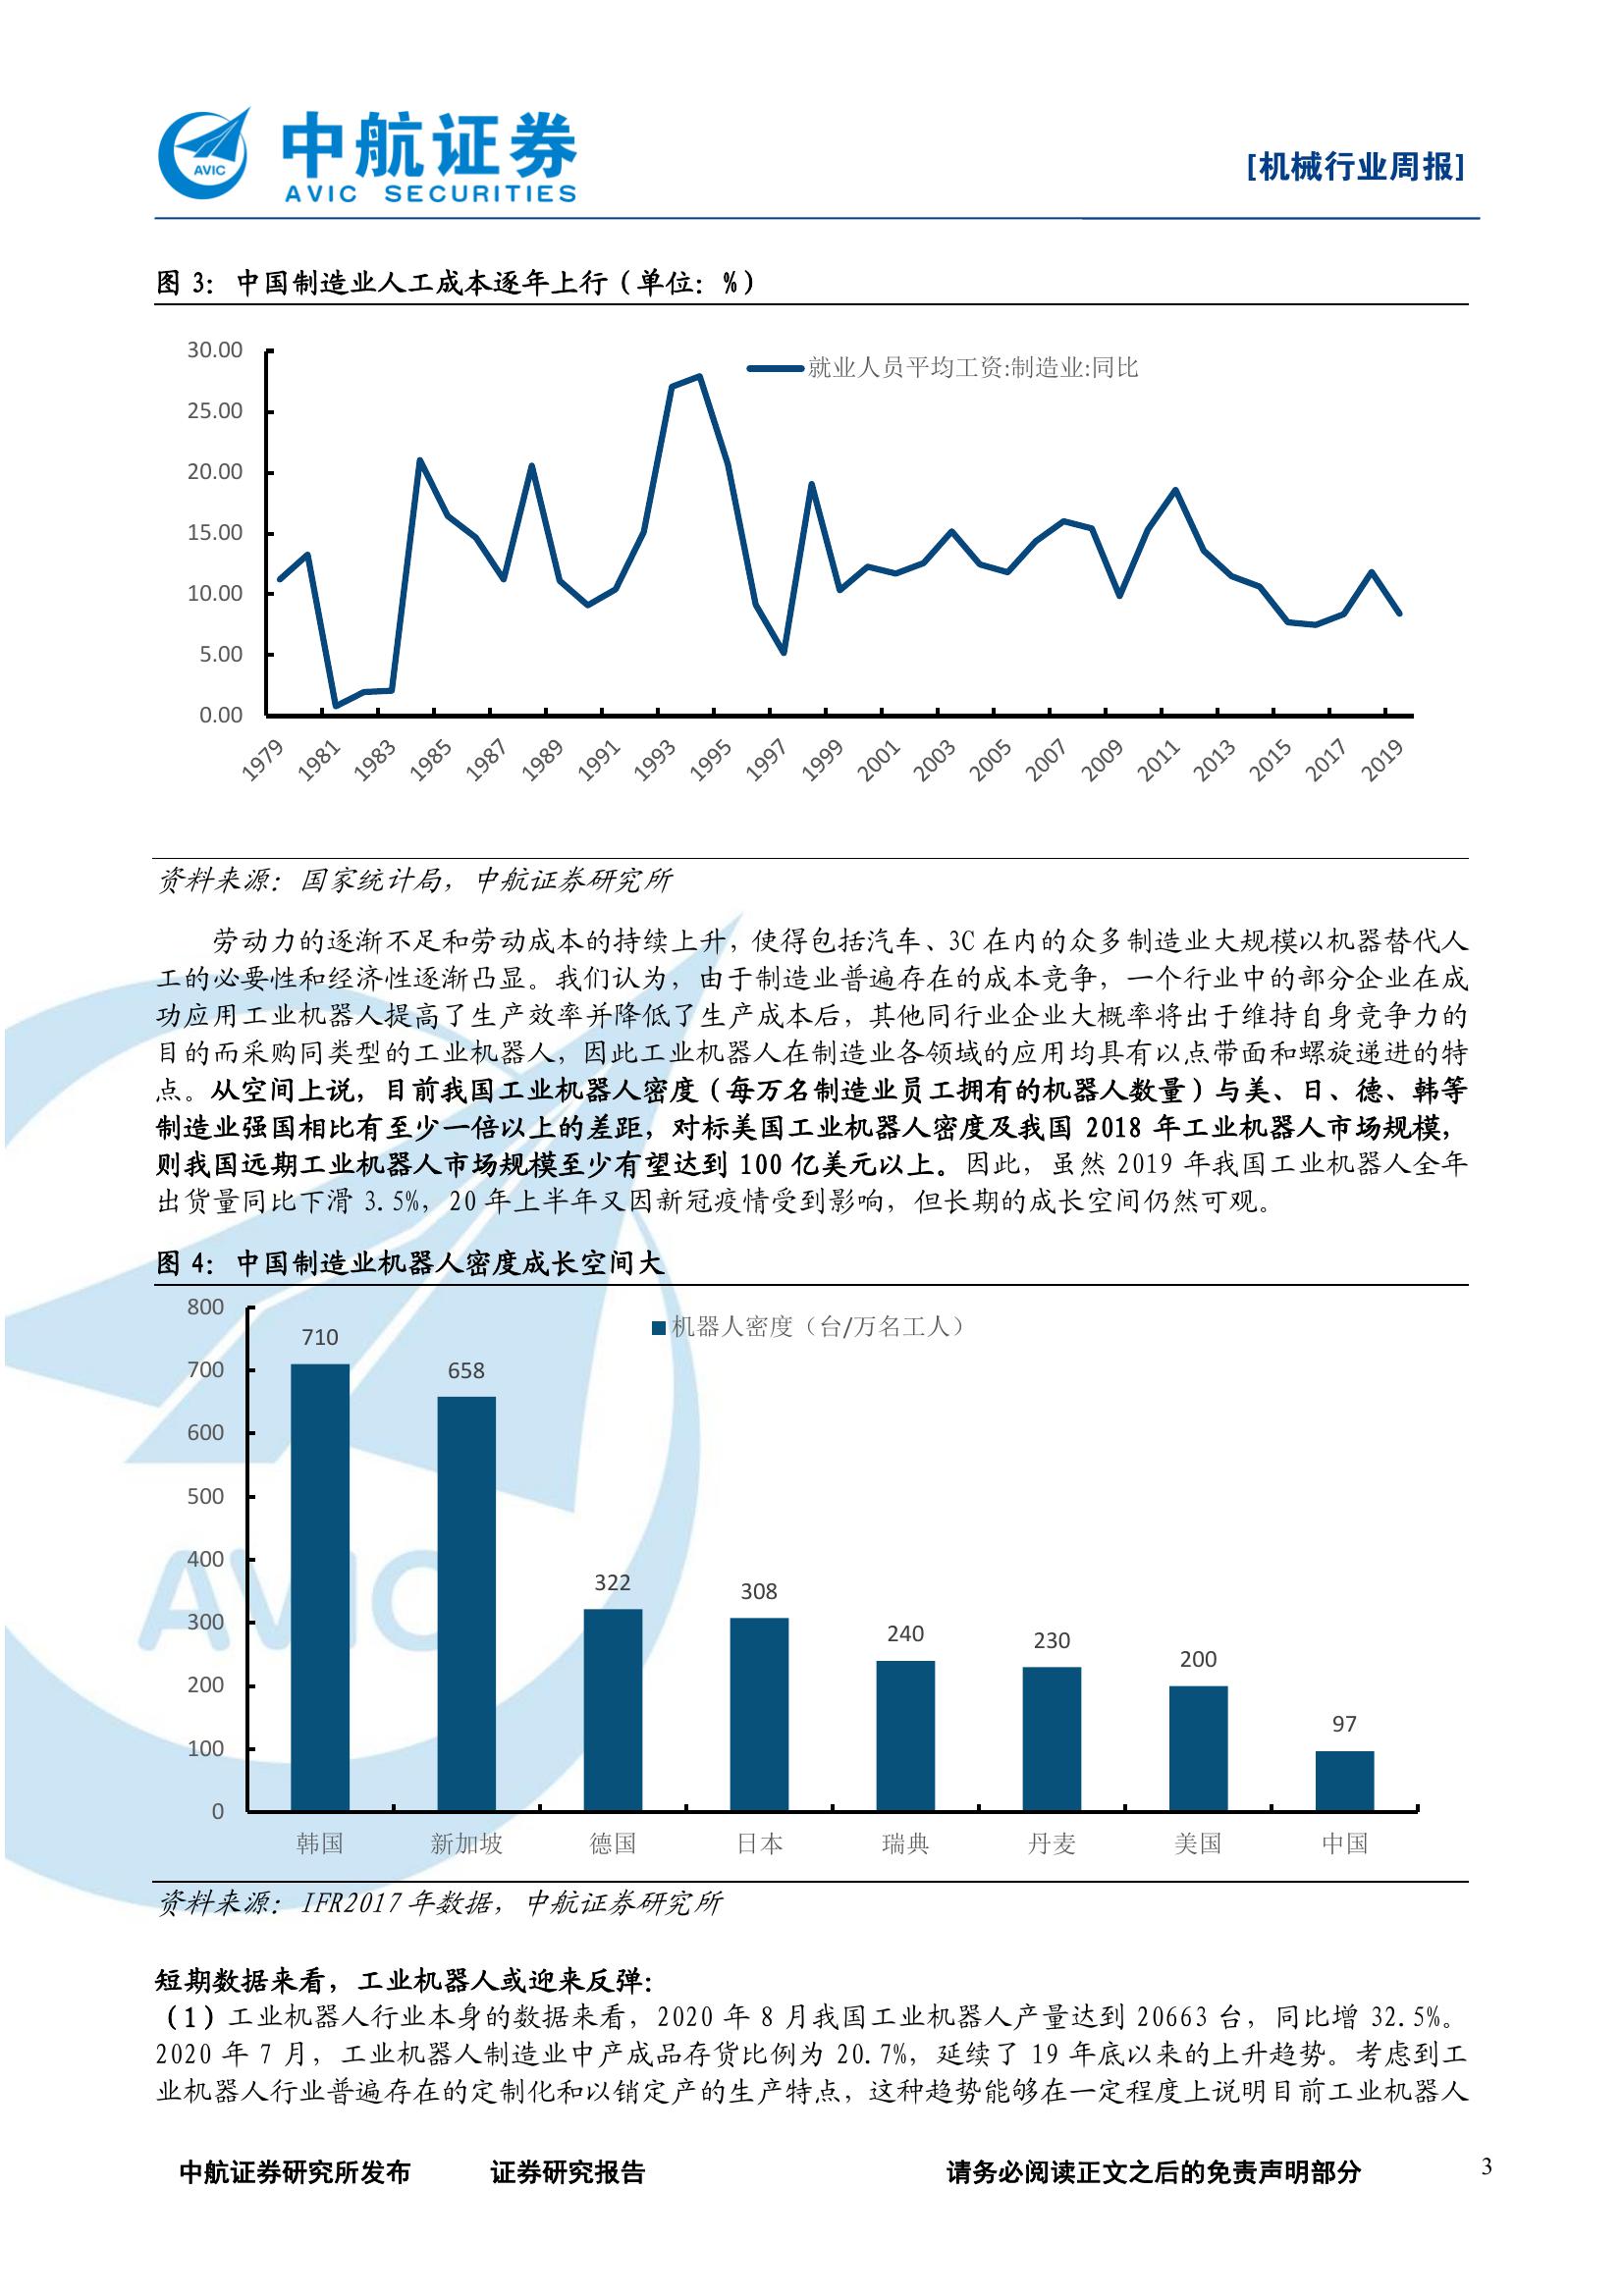 AVIC
中航证券
AVIC SECURITIES
[机械行业周报]
图 3：中国制造业人工成本逐年上行（单位：%）
30.00
25.00
20.00
15.00
10.00
5.00
0.00
就业人员平均工资:制造业:同比
1979 1981 1983 1985 1987 1989 1991 1993 1995 1997 1999 2001 2003 2005 2007 2009 2011 2013 2015 2017 2019
资料来源：国家统计局，中航证券研究所
劳动力的逐渐不足和劳动成本的持续上升，使得包括汽车、3C 在内的众多制造业大规模以机器替代人
工的必要性和经济性逐渐凸显。我们认为，由于制造业普遍存在的成本竞争，一个行业中的部分企业在成
功应用工业机器人提高了生产效率并降低了生产成本后，其他同行业企业大概率将出于维持自身竞争力的
目的而采购同类型的工业机器人，因此工业机器人在制造业各领域的应用均具有以点带面和螺旋递进的特
点。从空间上说，目前我国工业机器人密度（每万名制造业员工拥有的机器人数量）与美、日、德、韩等
制造业强国相比有至少一倍以上的差距，对标美国工业机器人密度及我国 2018 年工业机器人市场规模，
则我国远期工业机器人市场规模至少有望达到 100 亿美元以上。因此，虽然 2019 年我国工业机器人全年
出货量同比下滑 3.5%，20 年上半年又因新冠疫情受到影响，但长期的成长空间仍然可观。
图 4：中国制造业机器人密度成长空间大
800
700
600
500
400
300
200
100
0
机器人密度（台/万名工人）
710 658 322 308 240 230 200 97
韩国 新加坡 德国 日本 瑞典 丹麦 美国 中国
AVIC
资料来源：IFR2017 年数据，中航证券研究所
短期数据来看，工业机器人或迎来反弹：
（1）工业机器人行业本身的数据来看，2020 年 8 月我国工业机器人产量达到 20663 台，同比增 32.5%。
2020 年 7 月，工业机器人制造业中产成品存货比例为 20.7%，延续了 19 年底以来的上升趋势。考虑到工
业机器人行业普遍存在的定制化和以销定产的生产特点，这种趋势能够在一定程度上说明目前工业机器人
中航证券研究所发布 证券研究报告 请务必阅读正文之后的免责声明部分 3